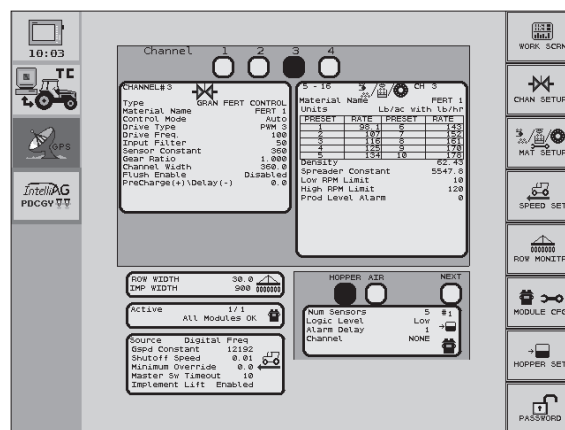 10:03
TC
GPS
IntelliAG
PDCGY
Channel 1 2 3 4
CHANNEL#3
Type GRAN FERT CONTROL
Material Name FERT 1
Control Mode Auto
Drive Type PWM 3
Drive Freq. 100
Input Filter 50
Sensor Constant 360
Gear Ratio 1.000
Channel Width 360.0
Flush Enable Disabled
PreCharge(+)\Delay(-) 0.0
5 - 16 CH 3
Material Name FERT 1
Units Lb/ac with lb/hr
PRESET RATE PRESET RATE
1 98.1 6 143
2 107 7 152
3 116 8 161
4 125 9 170
5 134 10 178
Density 62.43
Spreader Constant 5547.8
Low RPM Limit 10
High RPM Limit 120
Prod Level Alarm 0
ROW WIDTH 30.0
IMP WIDTH 900
Active 1/1
All Modules OK
Source Digital Freq
Gspd Constant 12192
Shutoff Speed 0.01
Minimum Override 0.0
Master Sw Timeout 10
Implement Lift Enabled
HOPPER AIR NEXT
Num Sensors 5 #1
Logic Level Low
Alarm Delay 1
Channel NONE
WORK SCRN
CHAN SETUP
MAT SETUP
SPEED SET
ROW MONITR
MODULE CFG
HOPPER SET
PASSWORD